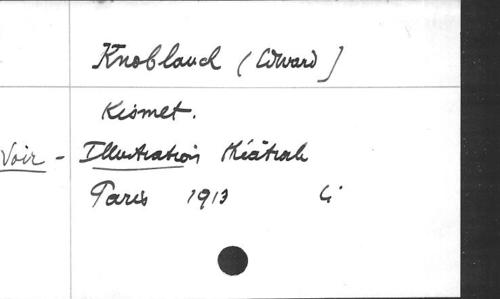 Knoblauch (Edward)
Kismet.
Voir - Illustration théâtrale
Paris 1913 4°